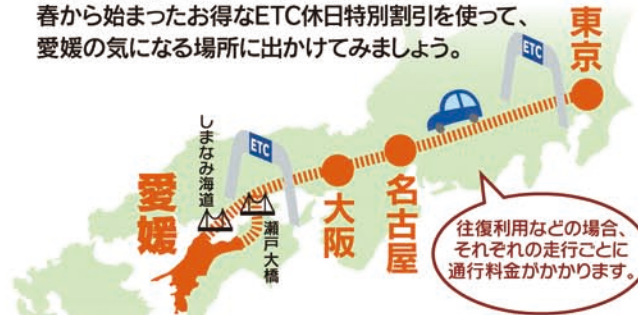 春から始まったお得なETC休日特別割引を使って、
愛媛の気になる場所に出かけてみましょう。
東京
ETC
しまなみ海道
ETC
愛媛
瀬戸大橋
大阪
名古屋
往復利用などの場合、
それぞれの走行ごとに
通行料金がかかります。